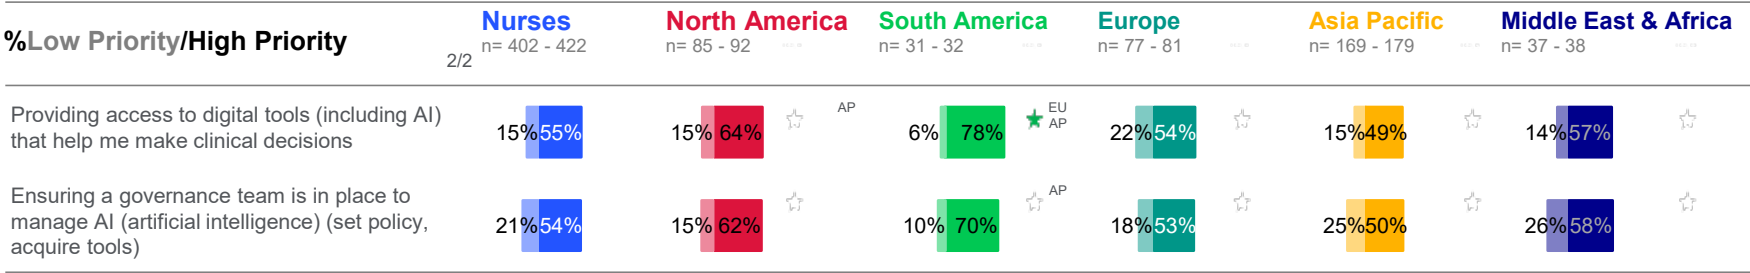 %Low Priority/High Priority
2/2
Nurses
n= 402 - 422
North America
n= 85 - 92
South America
n= 31 - 32
Europe
n= 77 - 81
Asia Pacific
n= 169 - 179
Middle East & Africa
n= 37 - 38
Providing access to digital tools (including AI)
that help me make clinical decisions
15% 55%
15% 64%
AP
6% 78%
EU
AP
22% 54%
15% 49%
14% 57%
Ensuring a governance team is in place to
manage AI (artificial intelligence) (set policy,
acquire tools)
21% 54%
15% 62%
10% 70%
AP
18% 53%
25% 50%
26% 58%